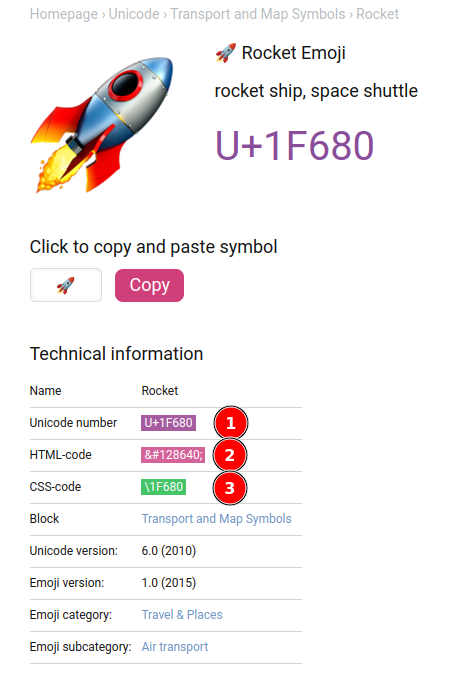 Homepage › Unicode › Transport and Map Symbols › Rocket
🚀 Rocket Emoji
rocket ship, space shuttle
U+1F680
Click to copy and paste symbol
🚀 Copy
Technical information
Name Rocket
Unicode number U+1F680 1
HTML-code &#128640; 2
CSS-code \1F680 3
Block Transport and Map Symbols
Unicode version: 6.0 (2010)
Emoji version: 1.0 (2015)
Emoji category: Travel & Places
Emoji subcategory: Air transport